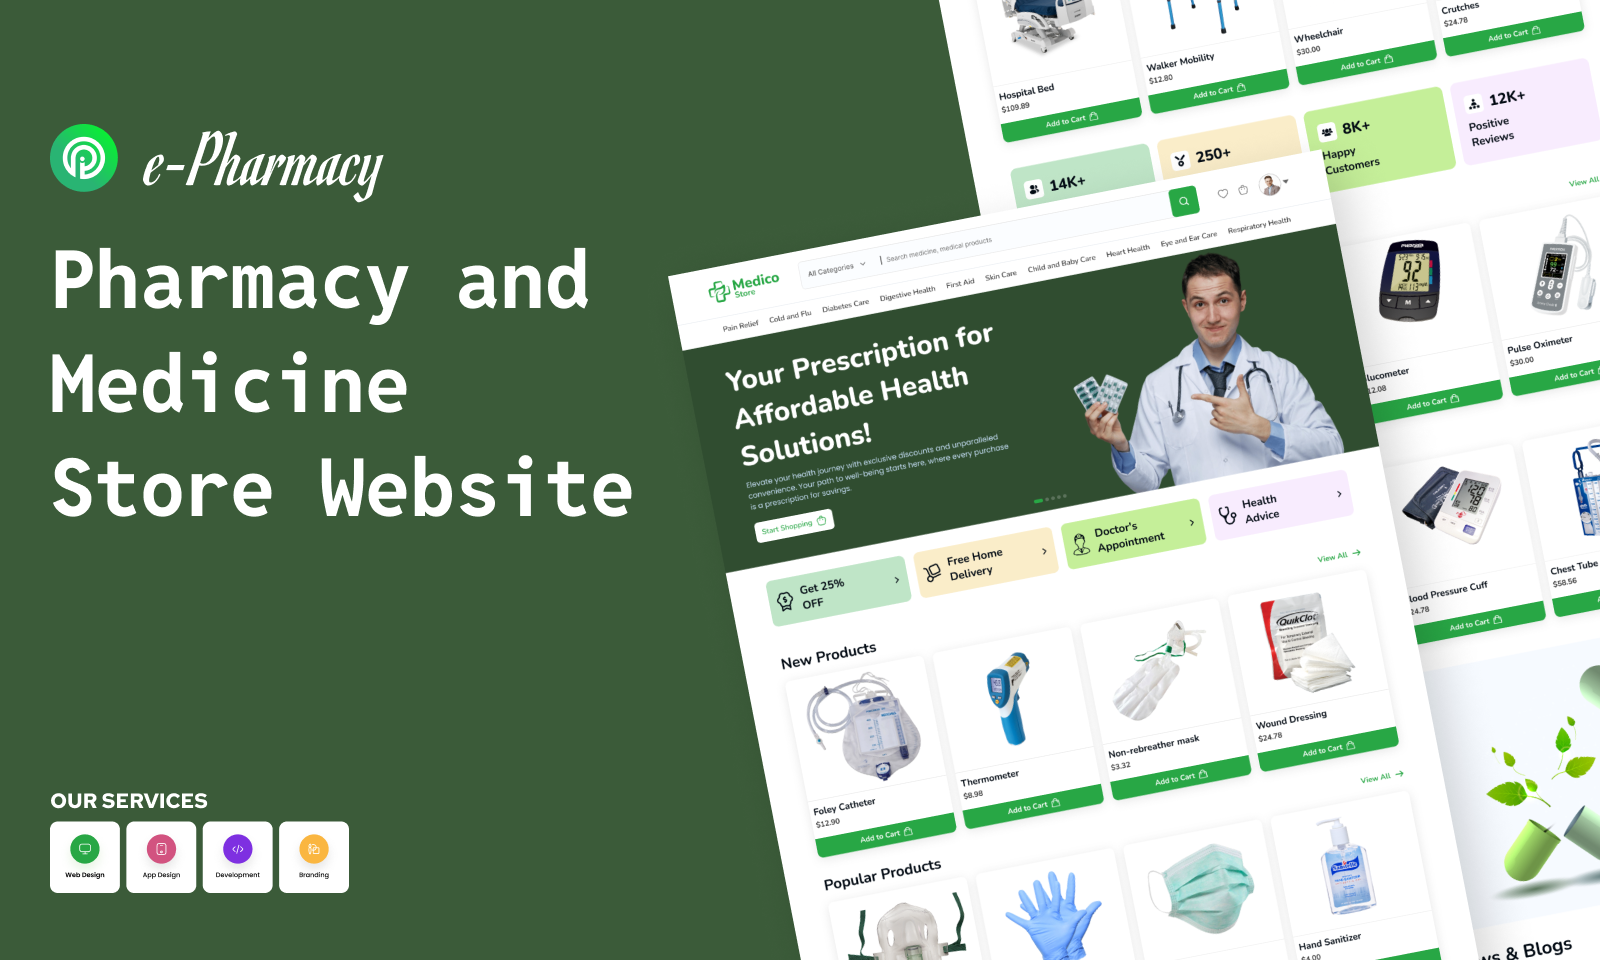 e-Pharmacy
Pharmacy and
Medicine
Store Website
OUR SERVICES
Web Design
App Design
Development
Branding
Hospital Bed
$109.89
Add to Cart
Walker Mobility
$12.80
Add to Cart
Wheelchair
$30.00
Add to Cart
Crutches
$24.78
Add to Cart
14K+
250+
8K+
Happy
Customers
12K+
Positive
Reviews
View All
Medico
Store
All Categories
Search medicine, medical products
Pain Relief
Cold and Flu
Diabetes Care
Digestive Health
First Aid
Skin Care
Child and Baby Care
Heart Health
Eye and Ear Care
Respiratory Health
Your Prescription for
Affordable Health
Solutions!
Elevate your health journey with exclusive discounts and unparalleled
convenience. Your path to well-being starts here, where every purchase
is a prescription for savings.
Start Shopping
Get 25%
OFF
Free Home
Delivery
Doctor's
Appointment
Health
Advice
View All
New Products
Foley Catheter
$12.90
Add to Cart
Thermometer
$8.98
Add to Cart
Non-rebreather mask
$3.32
Add to Cart
QuikClot
Wound Dressing
$24.78
Add to Cart
View All
Popular Products
Hand Sanitizer
$4.00
92
lucometer
12.08
Add to Cart
Pulse Oximeter
$30.00
Add to Cart
lood Pressure Cuff
24.78
Add to Cart
Chest Tube
$58.56
Add to
ws & Blogs